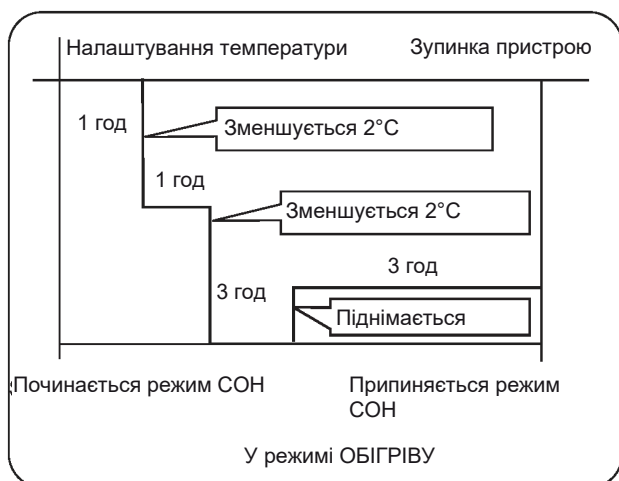 Налаштування температури
Зупинка пристрою
1 год
Зменшується 2°C
1 год
Зменшується 2°C
3 год
3 год
Піднімається
Починається режим СОН
Припиняється режим
СОН
У режимі ОБІГРІВУ